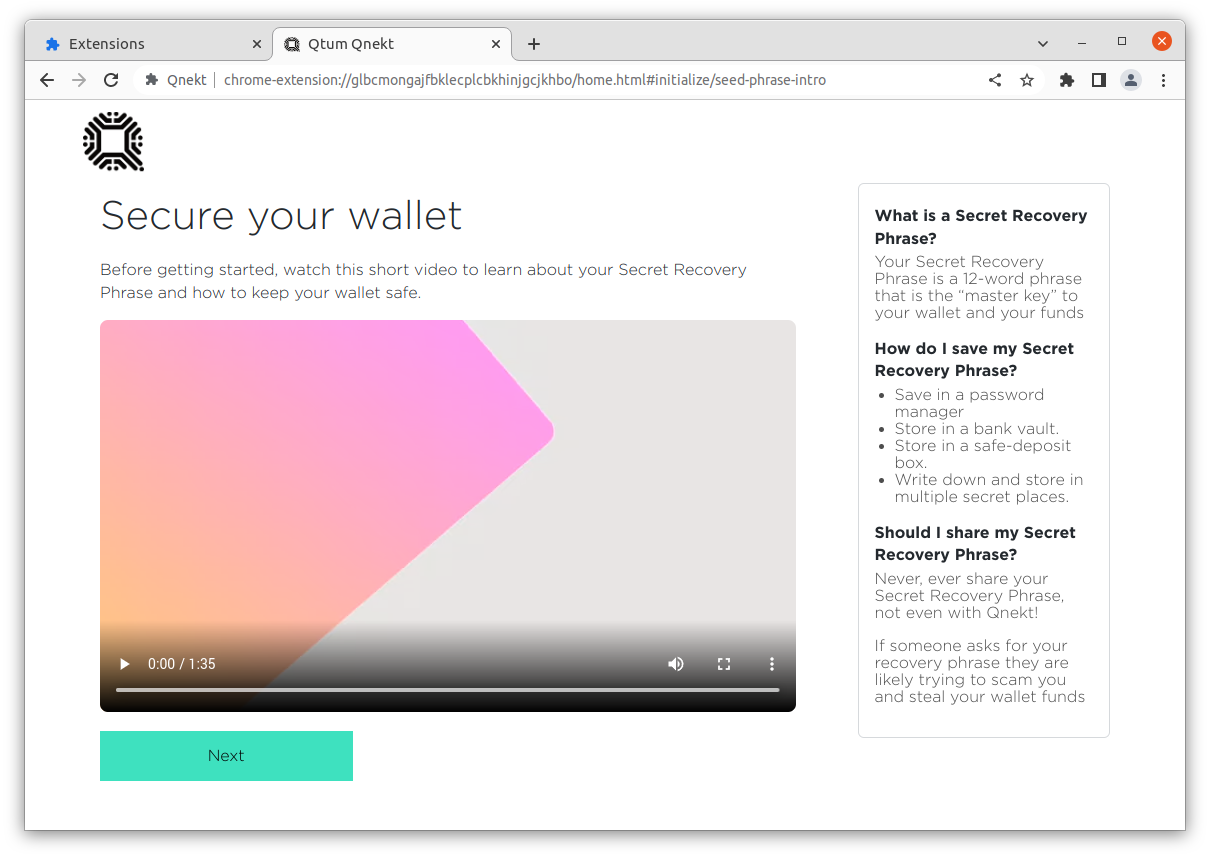 Extensions
Qtum Qnekt
Qnekt
chrome-extension://glbcmongajfbklecplcbkhinjgcjkhbo/home.html#initialize/seed-phrase-intro
Secure your wallet
Before getting started, watch this short video to learn about your Secret Recovery
Phrase and how to keep your wallet safe.
0:00 / 1:35
Next
What is a Secret Recovery
Phrase?
Your Secret Recovery
Phrase is a 12-word phrase
that is the “master key” to
your wallet and your funds
How do I save my Secret
Recovery Phrase?
• Save in a password
manager
• Store in a bank vault.
• Store in a safe-deposit
box.
• Write down and store in
multiple secret places.
Should I share my Secret
Recovery Phrase?
Never, ever share your
Secret Recovery Phrase,
not even with Qnekt!
If someone asks for your
recovery phrase they are
likely trying to scam you
and steal your wallet funds